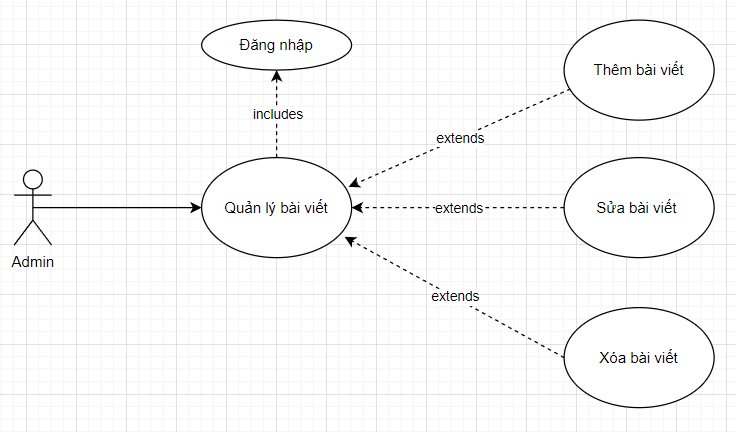 Đăng nhập
Thêm bài viết
includes
extends
Quản lý bài viết
extends
Sửa bài viết
Admin
extends
Xóa bài viết